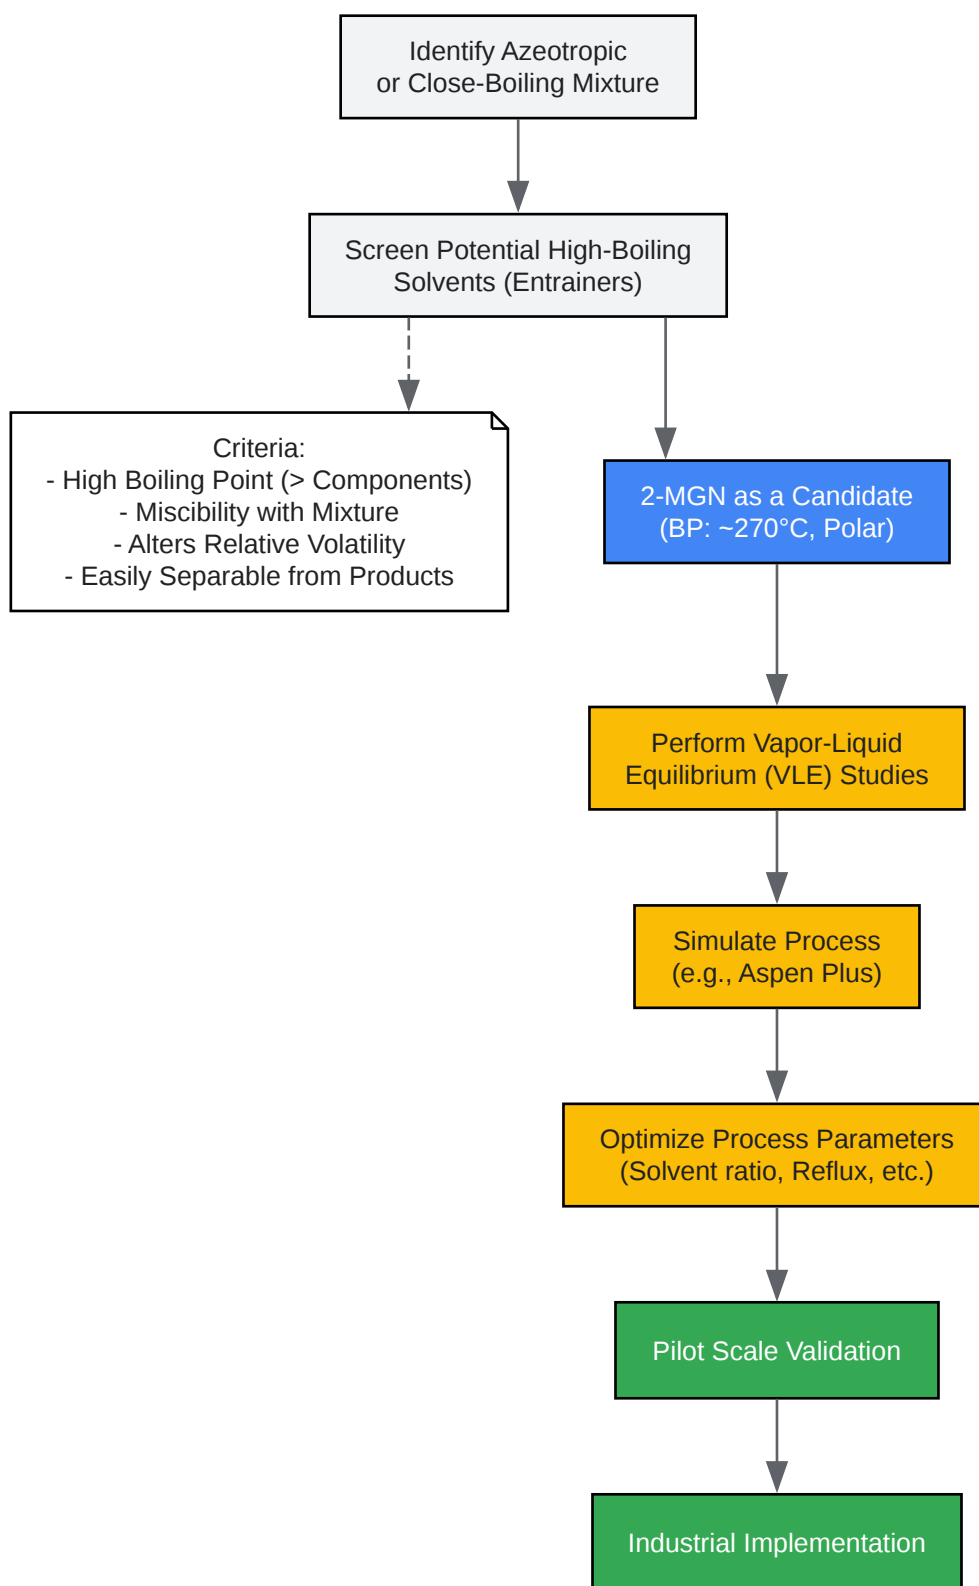 Identify Azeotropic
or Close-Boiling Mixture
Screen Potential High-Boiling
Solvents (Entrainers)
Criteria:
- High Boiling Point (> Components)
- Miscibility with Mixture
- Alters Relative Volatility
- Easily Separable from Products
2-MGN as a Candidate
(BP: ~270°C, Polar)
Perform Vapor-Liquid
Equilibrium (VLE) Studies
Simulate Process
(e.g., Aspen Plus)
Optimize Process Parameters
(Solvent ratio, Reflux, etc.)
Pilot Scale Validation
Industrial Implementation